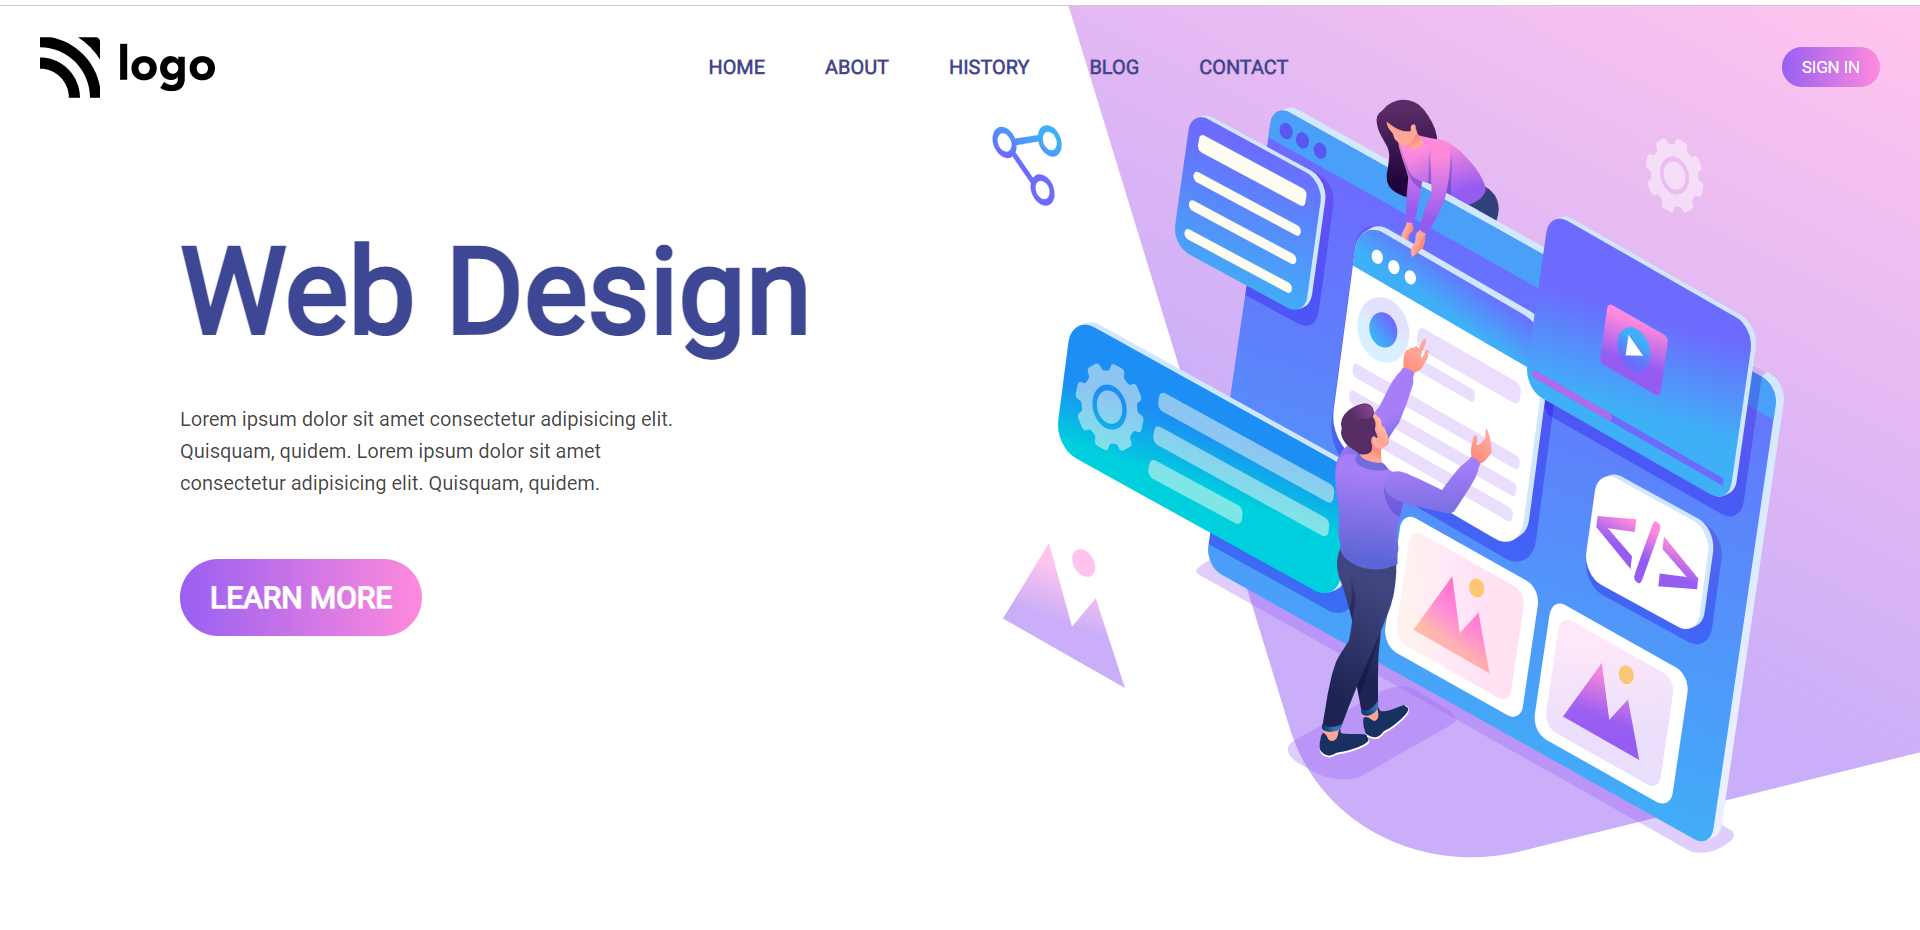 logo
HOME ABOUT HISTORY BLOG CONTACT
SIGN IN
Web Design
Lorem ipsum dolor sit amet consectetur adipisicing elit.
Quisquam, quidem. Lorem ipsum dolor sit amet
consectetur adipisicing elit. Quisquam, quidem.
LEARN MORE
</>